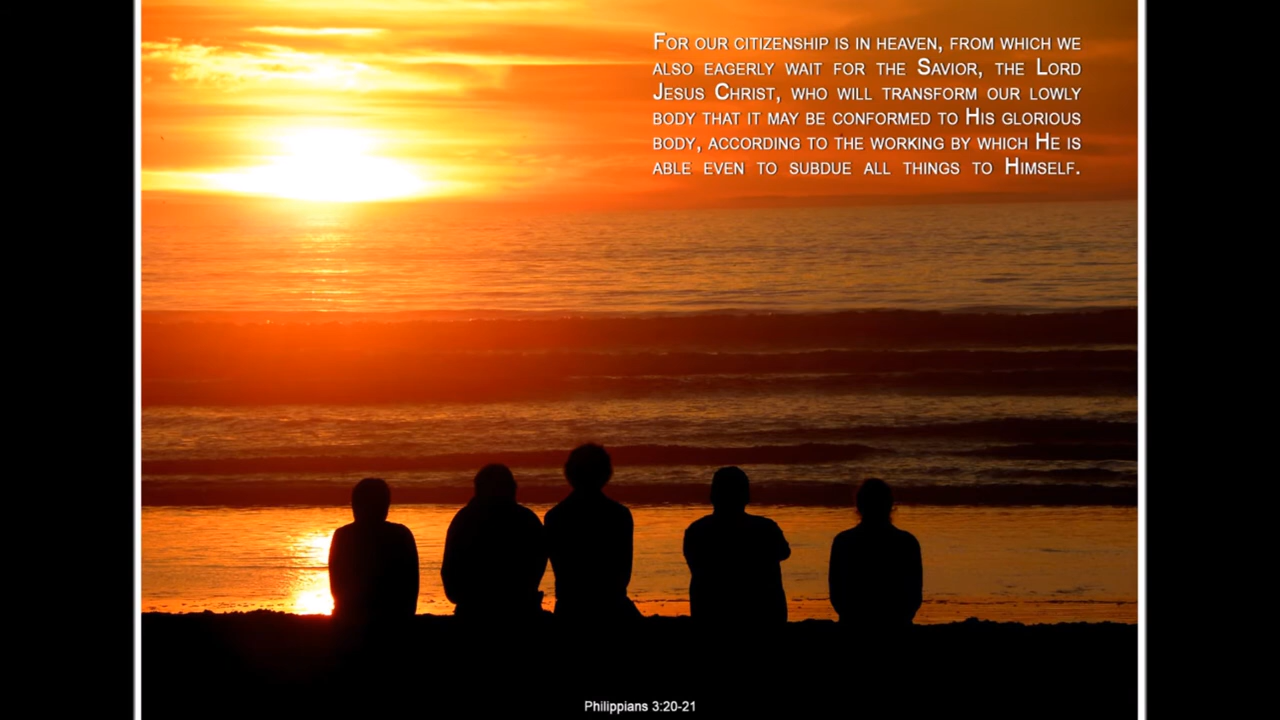 For our citizenship is in heaven, from which we
also eagerly wait for the Savior, the Lord
Jesus Christ, who will transform our lowly
body that it may be conformed to His glorious
body, according to the working by which He is
able even to subdue all things to Himself.
Philippians 3:20-21